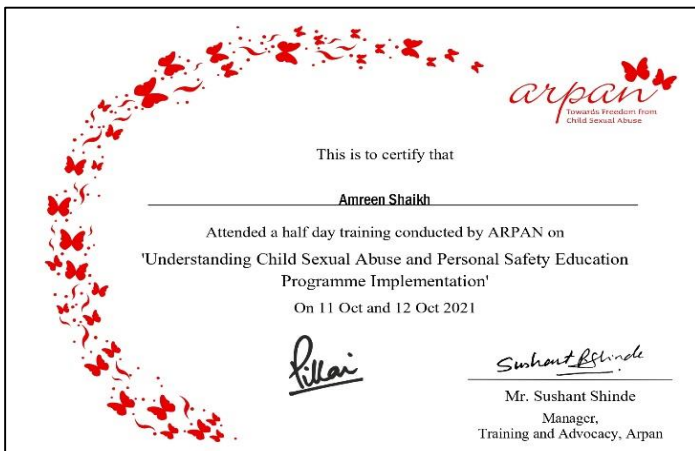 arpan
Towards Freedom from
Child Sexual Abuse
This is to certify that
Amreen Shaikh
Attended a half day training conducted by ARPAN on
'Understanding Child Sexual Abuse and Personal Safety Education
Programme Implementation'
On 11 Oct and 12 Oct 2021
Pillai
Sushant BShinde
Mr. Sushant Shinde
Manager,
Training and Advocacy, Arpan